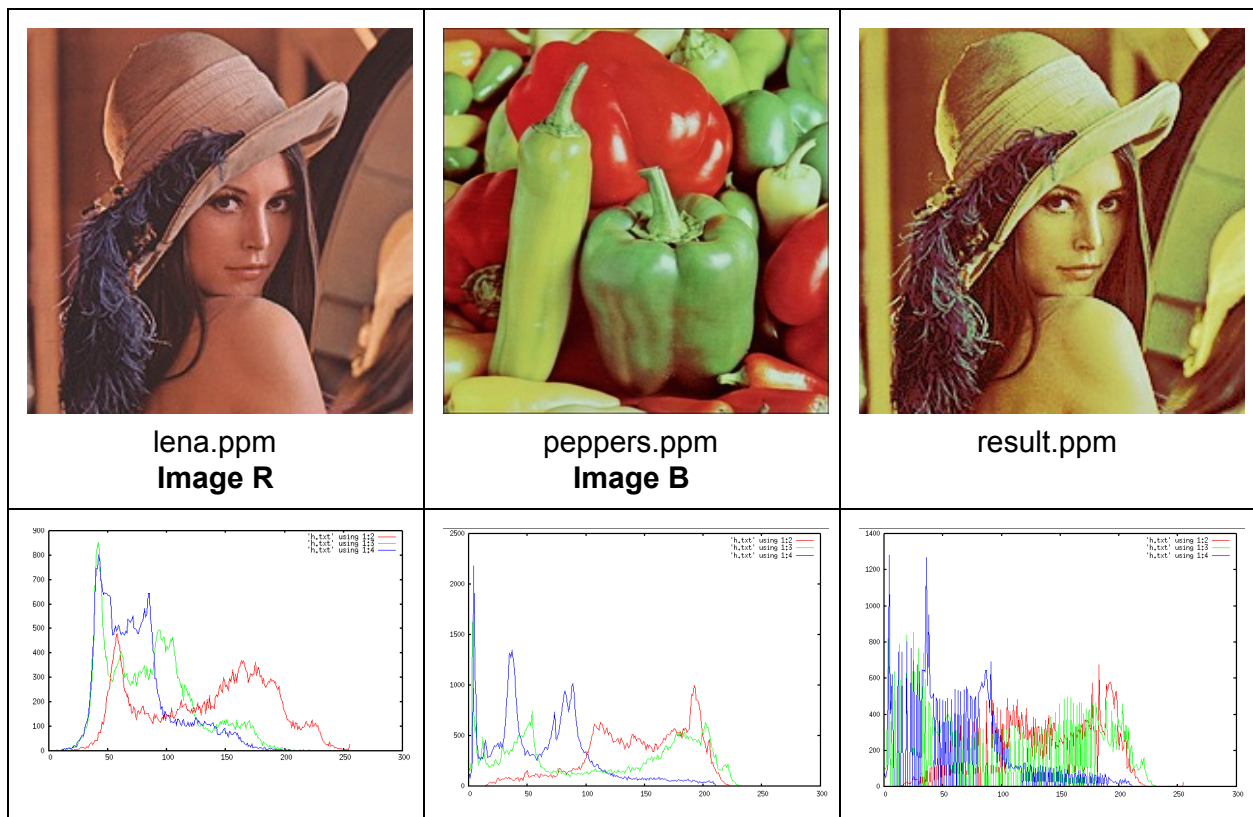 lena.ppm
Image R
peppers.ppm
Image B
result.ppm
900
800
700
600
500
400
300
200
100
0
0 50 100 150 200 250 300
'h.txt' using 1:2
'h.txt' using 1:3
'h.txt' using 1:4
2500
2000
1500
1000
500
0
0 50 100 150 200 250 300
'h.txt' using 1:2
'h.txt' using 1:3
'h.txt' using 1:4
1400
1200
1000
800
600
400
200
0
0 50 100 150 200 250 300
'h.txt' using 1:2
'h.txt' using 1:3
'h.txt' using 1:4